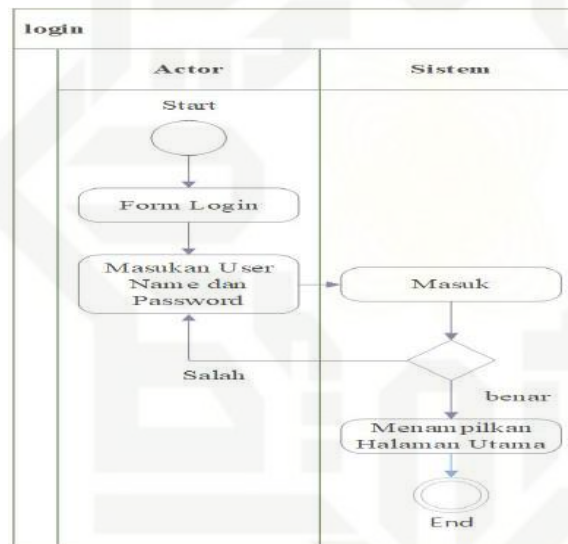 login
Actor
Sistem
Start
Form Login
Masukan User
Name dan
Password
Masuk
Salah
benar
Menampilkan
Halaman Utama
End